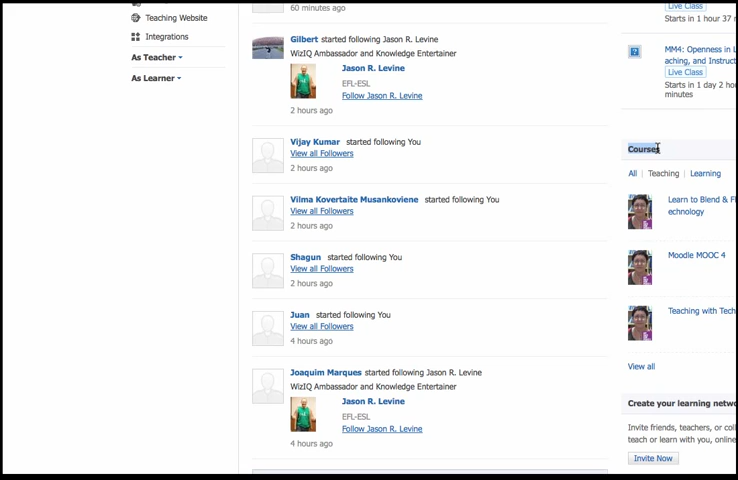 Teaching Website
Integrations
As Teacher
As Learner
60 minutes ago
Gilbert started following Jason R. Levine
WizIQ Ambassador and Knowledge Entertainer
Jason R. Levine
EFL-ESL
Follow Jason R. Levine
2 hours ago
Vijay Kumar started following You
View all Followers
2 hours ago
Vilma Kovertaite Musankoviene started following You
View all Followers
2 hours ago
Shagun started following You
View all Followers
2 hours ago
Juan started following You
View all Followers
4 hours ago
Joaquim Marques started following Jason R. Levine
WizIQ Ambassador and Knowledge Entertainer
Jason R. Levine
EFL-ESL
Follow Jason R. Levine
4 hours ago
Live Class
Starts in 1 hour 37
MM4: Openness in L
aching, and Instruct
Live Class
Starts in 1 day 2 ho
minutes
Courses
All | Teaching | Learning
Learn to Blend & Fl
echnology
Moodle MOOC 4
Teaching with Tech
View all
Create your learning netwo
Invite friends, teachers, or coll
teach or learn with you, online
Invite Now